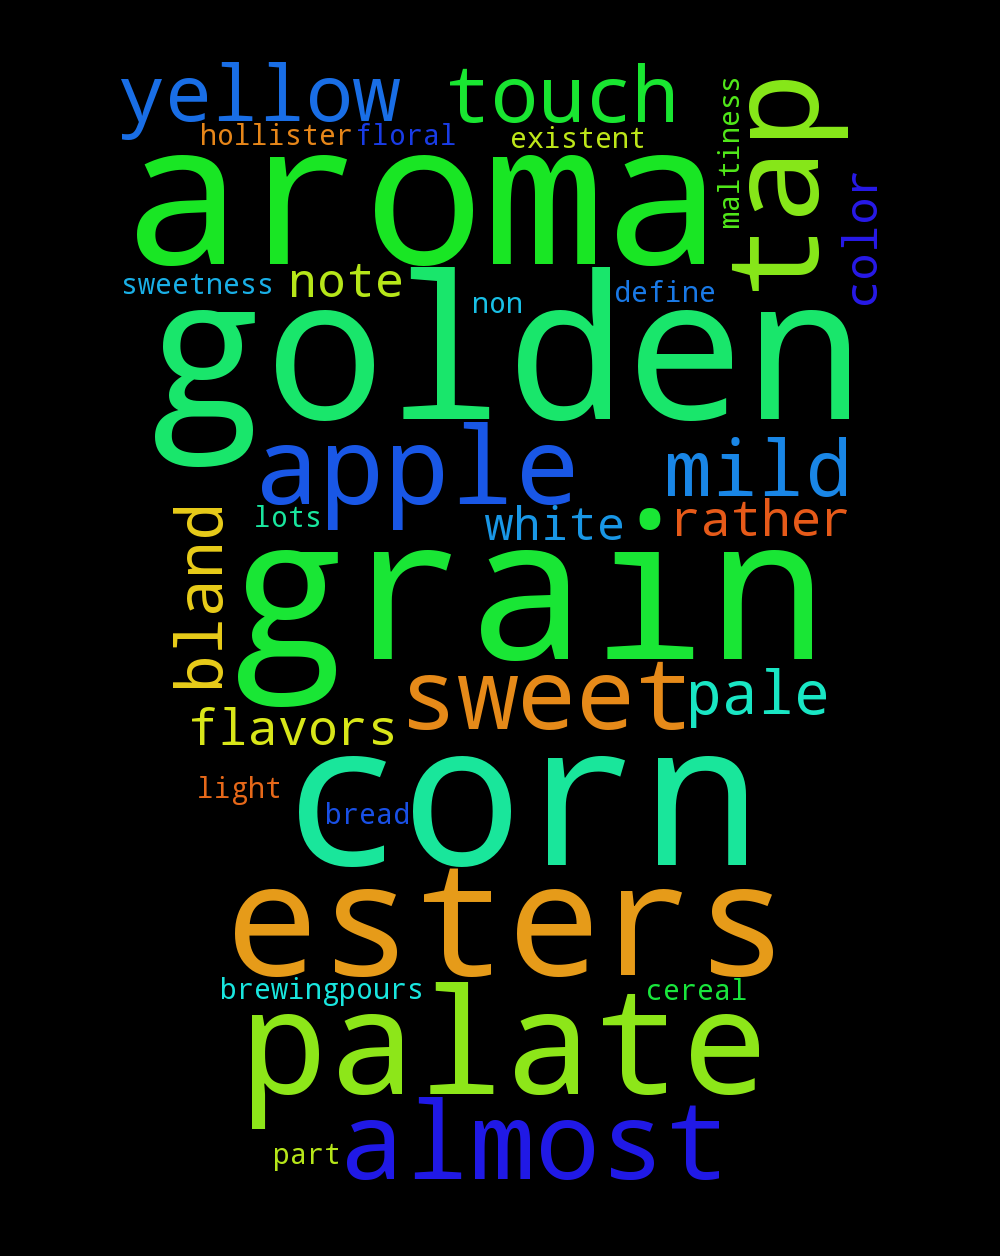 yellow touch
hollister floral existent
maltiness
tap
color
aroma
sweetness note non define
golden
apple mild
lots white rather
bland
grain
sweet pale
flavors
corn
light
bread
esters
brewingpours cereal
palate
part almost